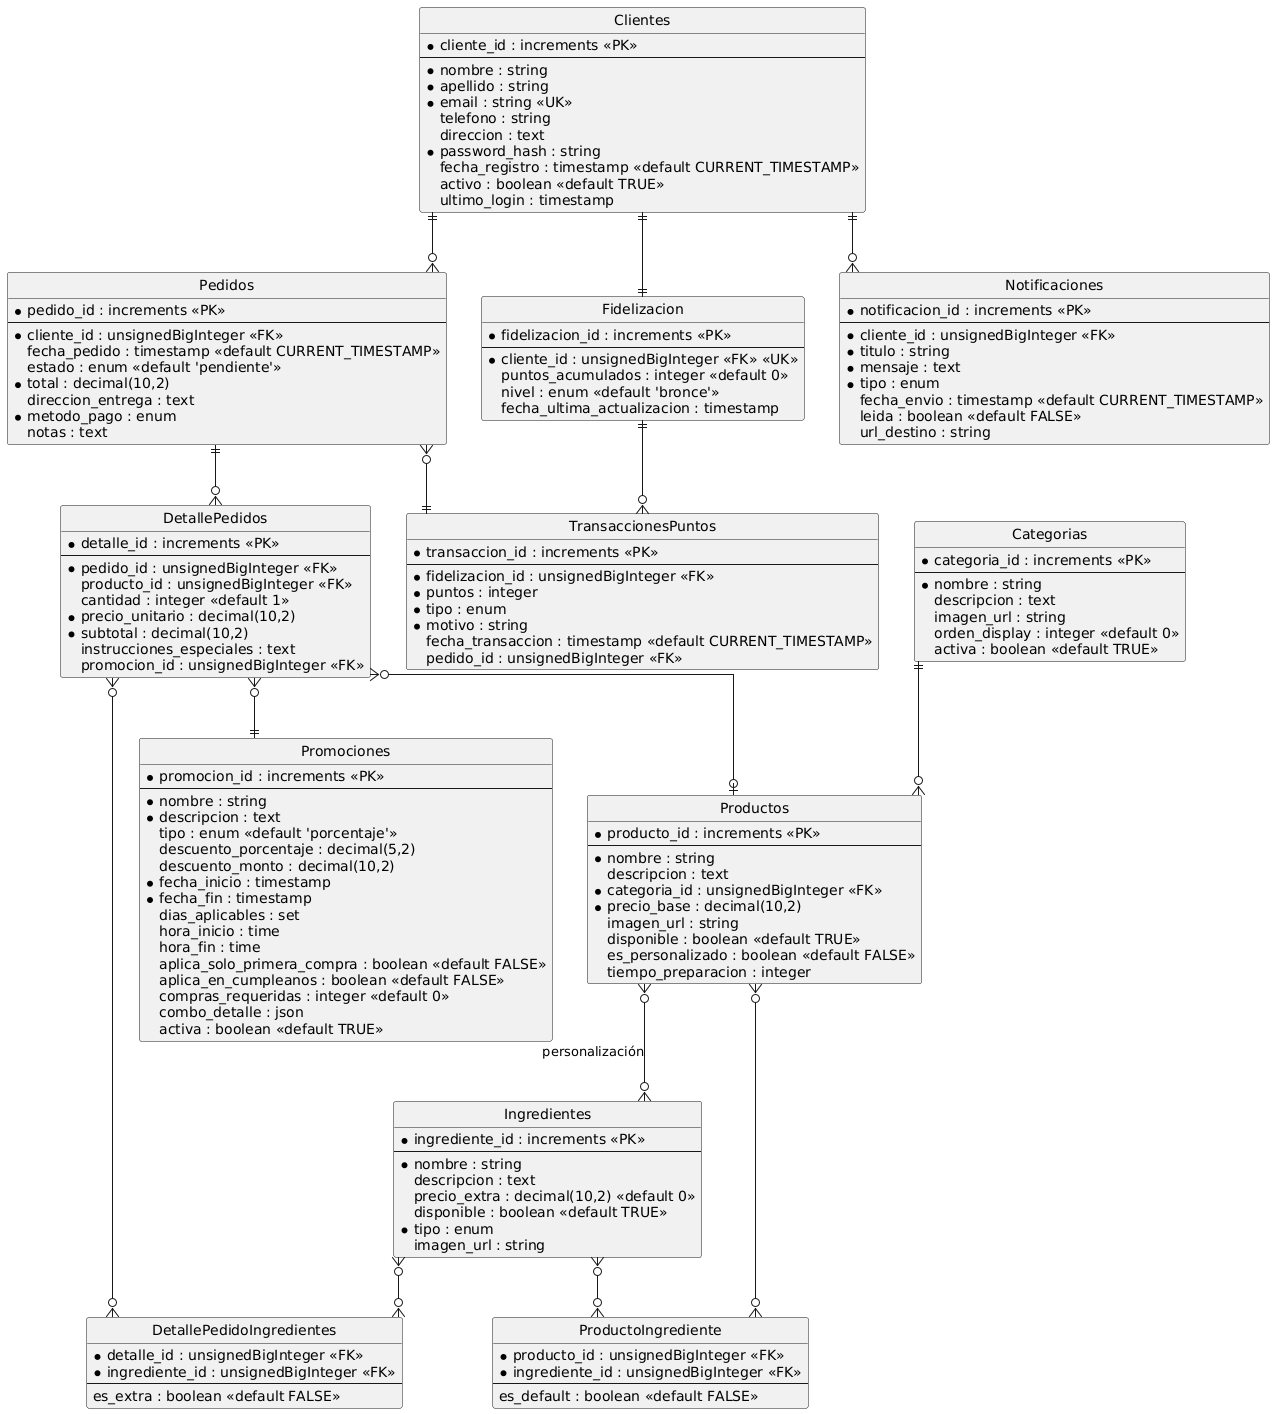 Clientes
cliente_id : increments «PK»
nombre : string
apellido : string
email : string «UK»
telefono : string
direccion : text
password_hash : string
fecha_registro : timestamp «default CURRENT_TIMESTAMP»
activo : boolean «default TRUE»
ultimo_login : timestamp
Pedidos
pedido_id : increments «PK»
cliente_id : unsignedBigInteger «FK»
fecha_pedido : timestamp «default CURRENT_TIMESTAMP»
estado : enum «default 'pendiente'»
total : decimal(10,2)
direccion_entrega : text
metodo_pago : enum
notas : text
Fidelizacion
fidelizacion_id : increments «PK»
cliente_id : unsignedBigInteger «FK» «UK»
puntos_acumulados : integer «default 0»
nivel : enum «default 'bronce'»
fecha_ultima_actualizacion : timestamp
Notificaciones
notificacion_id : increments «PK»
cliente_id : unsignedBigInteger «FK»
titulo : string
mensaje : text
tipo : enum
fecha_envio : timestamp «default CURRENT_TIMESTAMP»
leida : boolean «default FALSE»
url_destino : string
DetallePedidos
detalle_id : increments «PK»
pedido_id : unsignedBigInteger «FK»
producto_id : unsignedBigInteger «FK»
cantidad : integer «default 1»
precio_unitario : decimal(10,2)
subtotal : decimal(10,2)
instrucciones_especiales : text
promocion_id : unsignedBigInteger «FK»
TransaccionesPuntos
transaccion_id : increments «PK»
fidelizacion_id : unsignedBigInteger «FK»
puntos : integer
tipo : enum
motivo : string
fecha_transaccion : timestamp «default CURRENT_TIMESTAMP»
pedido_id : unsignedBigInteger «FK»
Categorias
categoria_id : increments «PK»
nombre : string
descripcion : text
imagen_url : string
orden_display : integer «default 0»
activa : boolean «default TRUE»
Promociones
promocion_id : increments «PK»
nombre : string
descripcion : text
tipo : enum «default 'porcentaje'»
descuento_porcentaje : decimal(5,2)
descuento_monto : decimal(10,2)
fecha_inicio : timestamp
fecha_fin : timestamp
dias_aplicables : set
hora_inicio : time
hora_fin : time
aplica_solo_primera_compra : boolean «default FALSE»
aplica_en_cumpleanos : boolean «default FALSE»
compras_requeridas : integer «default 0»
combo_detalle : json
activa : boolean «default TRUE»
Productos
producto_id : increments «PK»
nombre : string
descripcion : text
categoria_id : unsignedBigInteger «FK»
precio_base : decimal(10,2)
imagen_url : string
disponible : boolean «default TRUE»
es_personalizado : boolean «default FALSE»
tiempo_preparacion : integer
personalización
Ingredientes
ingrediente_id : increments «PK»
nombre : string
descripcion : text
precio_extra : decimal(10,2) «default 0»
disponible : boolean «default TRUE»
tipo : enum
imagen_url : string
DetallePedidoIngredientes
detalle_id : unsignedBigInteger «FK»
ingrediente_id : unsignedBigInteger «FK»
es_extra : boolean «default FALSE»
ProductoIngrediente
producto_id : unsignedBigInteger «FK»
ingrediente_id : unsignedBigInteger «FK»
es_default : boolean «default FALSE»